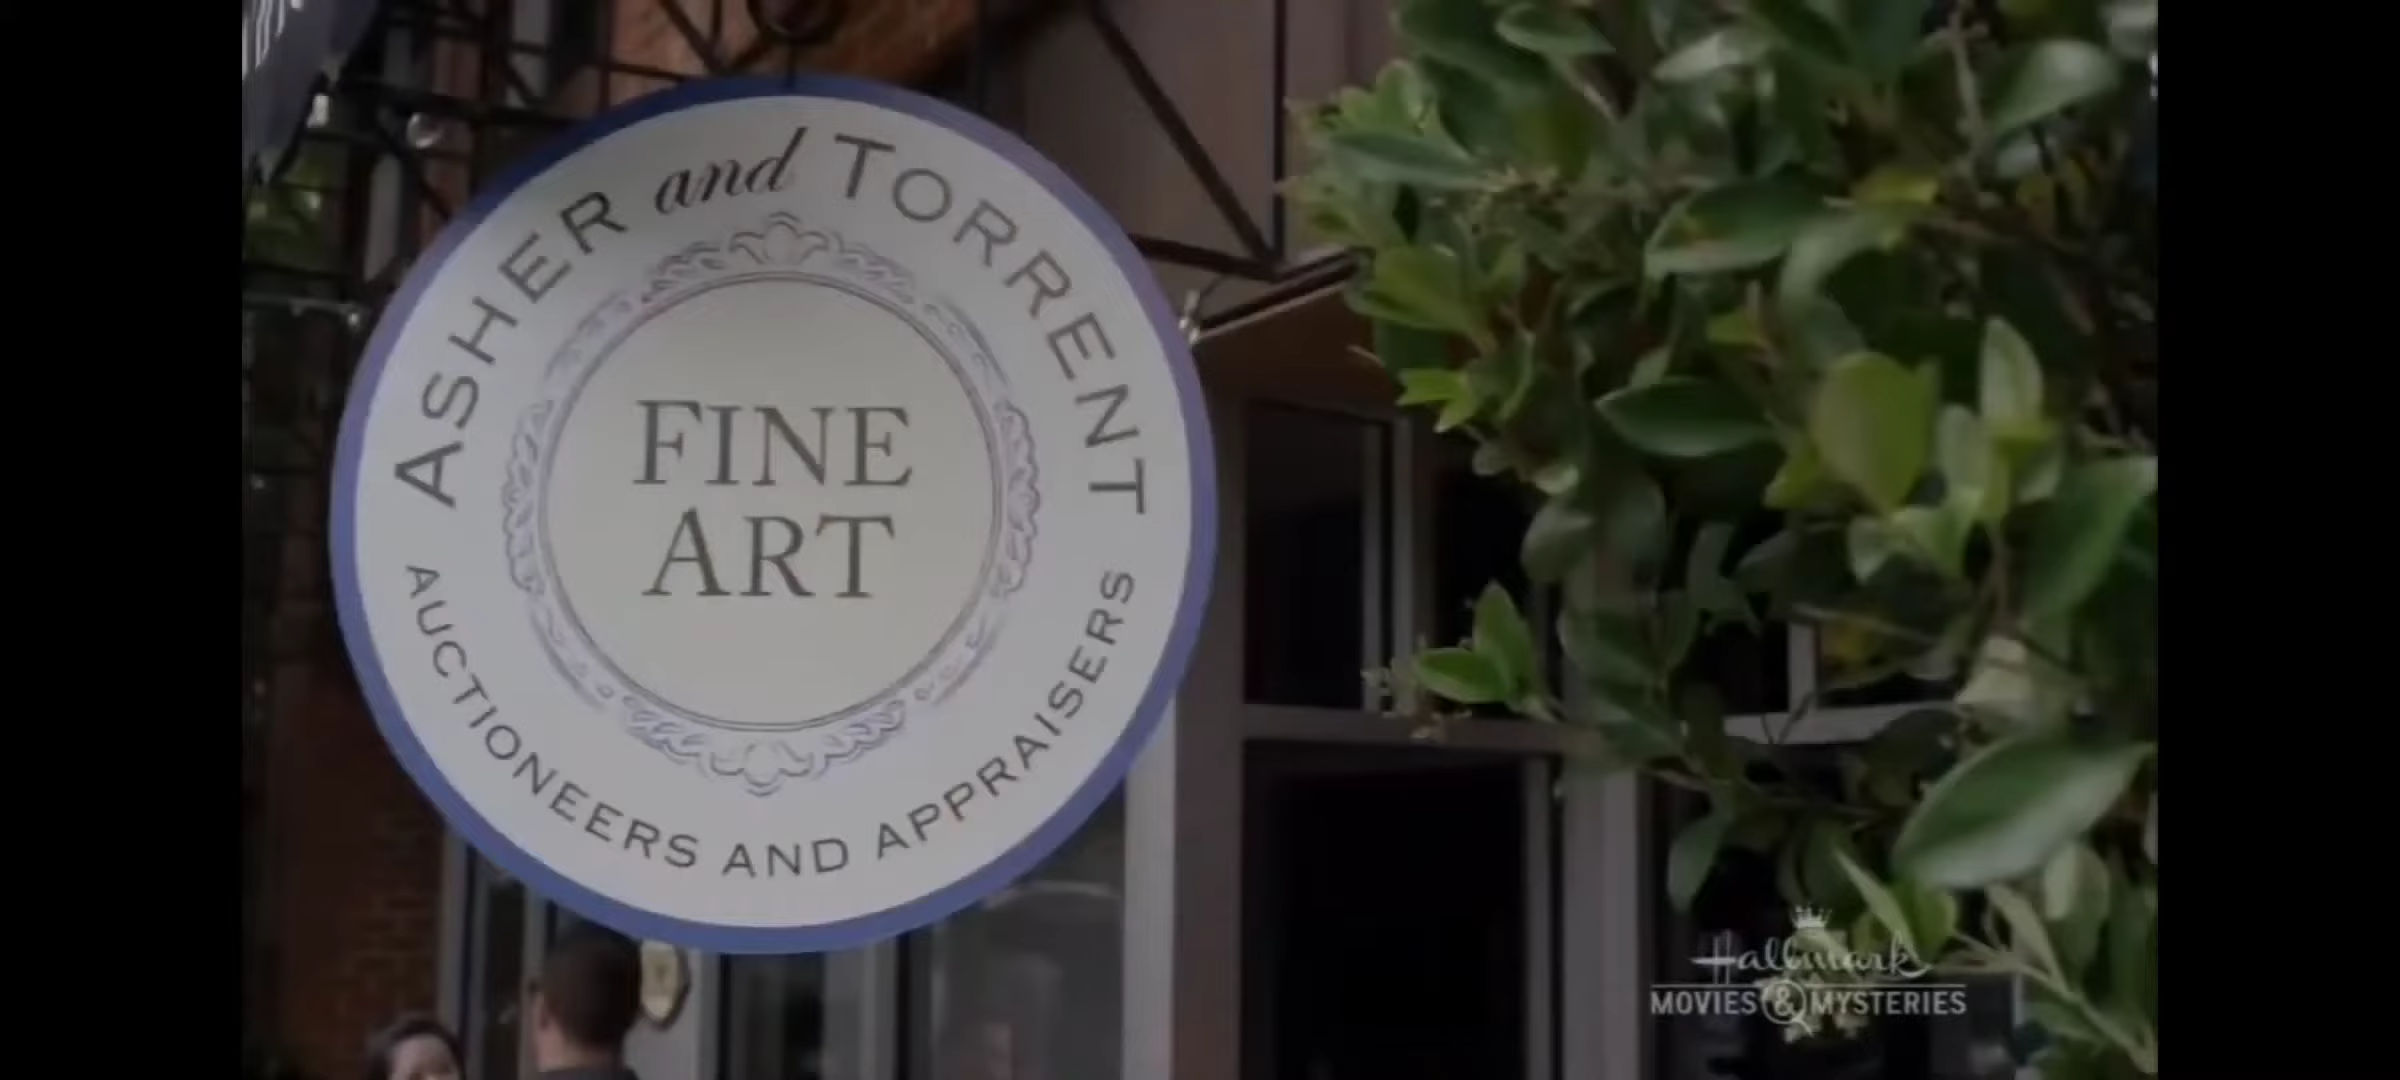 ASHER and TORRENT
FINE
ART
AUCTIONEERS AND APPRAISERS
Hallmark
MOVIES & MYSTERIES